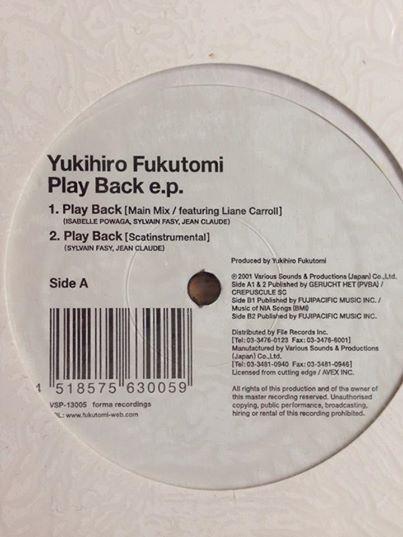 Yukihiro Fukutomi
Play Back e.p.
1. Play Back [Main Mix / featuring Liane Carroll]
(ISABELLE POWAGA, SYLVAIN FASY, JEAN CLAUDE)
2. Play Back [Scatinstrumental]
(SYLVAIN FASY, JEAN CLAUDE)
Side A
4 518575 630059
VSP-13005 forma recordings
URL: www.fukutomi-web.com
Produced by Yukihiro Fukutomi
℗ 2001 Various Sounds & Productions (Japan) Co.,Ltd.
Side A1 & 2 Published by GERUCHT HET (PVBA) /
CREPUSCULE SC
Side B1 Published by FUJIPACIFIC MUSIC INC. /
Music of NIA Songs (BMI)
Side B2 Published by FUJIPACIFIC MUSIC INC.
Distributed by File Records Inc.
[Tel: 03-3476-0123 Fax: 03-3476-6001]
Manufactured by Various Sounds & Productions
(Japan) Co.,Ltd.
[Tel: 03-3481-0940 Fax: 03-3481-0946]
Licensed from cutting edge / AVEX INC.
All rights of this production and of the owner of
this master recording reserved. Unauthorised
copying, public performance, broadcasting,
hiring or rental of this recording prohibited.